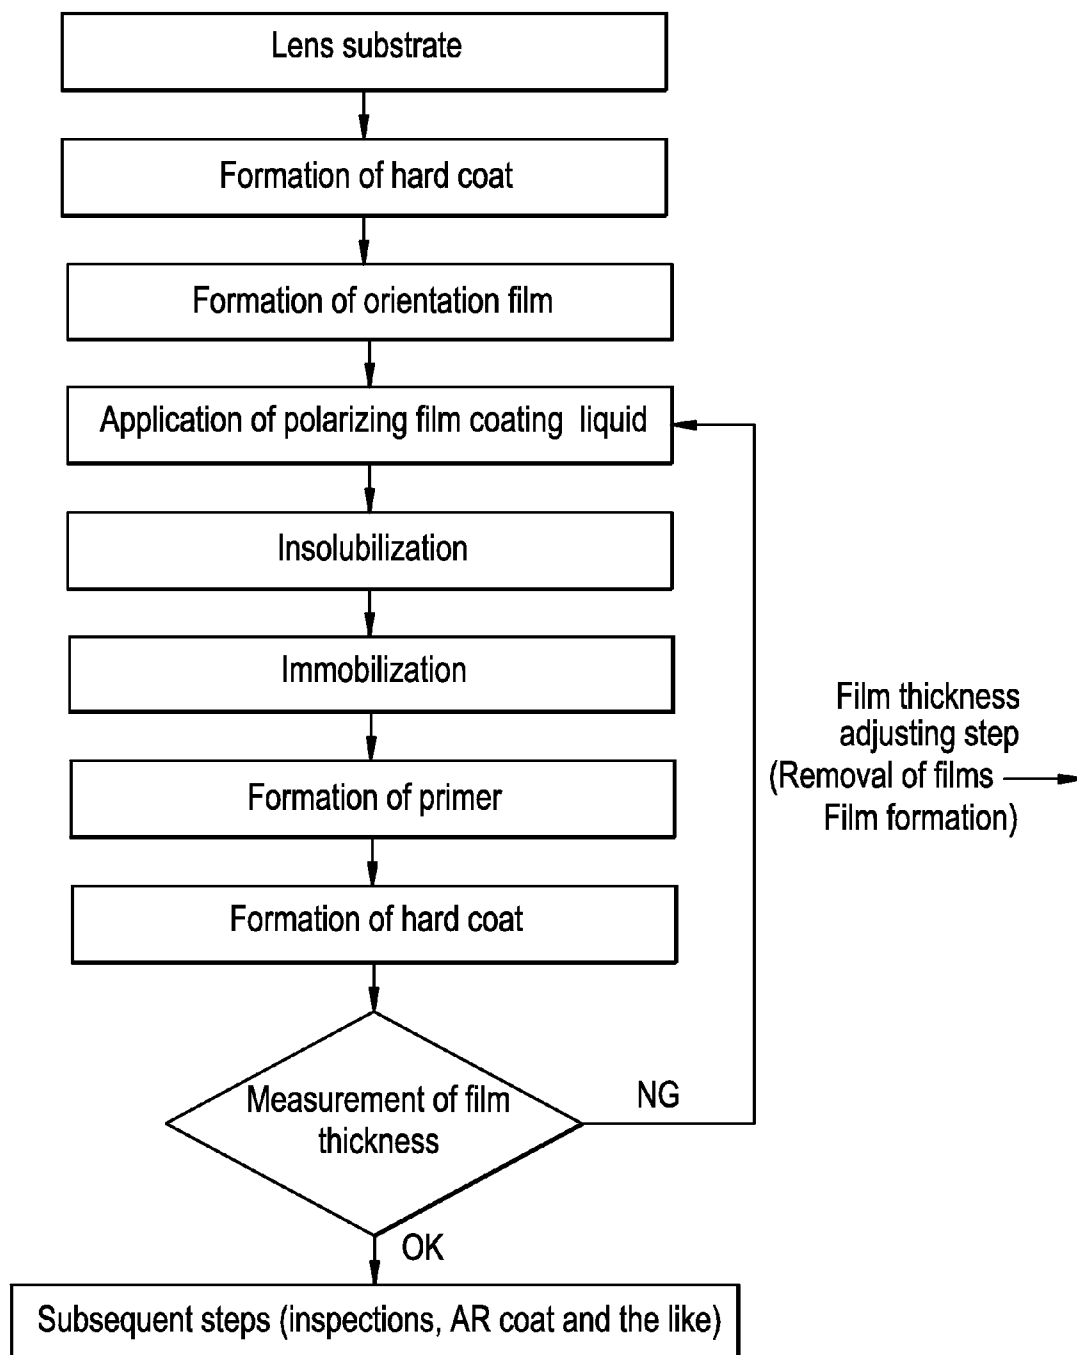 Lens substrate
Formation of hard coat
Formation of orientation film
Application of polarizing film coating liquid
Insolubilization
Immobilization
Formation of primer
Formation of hard coat
Measurement of film
thickness
NG
OK
Subsequent steps (inspections, AR coat and the like)
Film thickness
adjusting step
(Removal of films
Film formation)